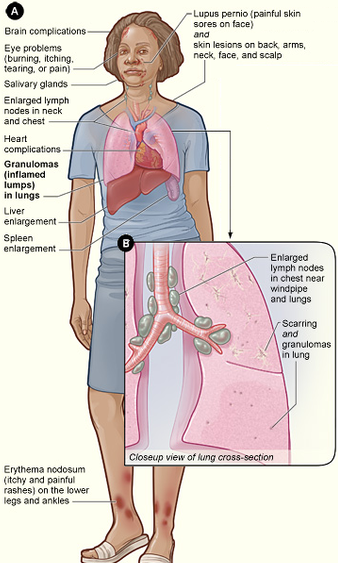 A
Brain complications
Eye problems
(burning, itching,
tearing, or pain)
Salivary glands
Enlarged lymph
nodes in neck
and chest
Heart
complications
Granulomas
(inflamed
lumps)
in lungs
Liver
enlargement
Spleen
enlargement
Lupus pernio (painful skin
sores on face)
and
skin lesions on back, arms,
neck, face, and scalp
B
Enlarged
lymph nodes
in chest near
windpipe
and lungs
Scarring
and
granulomas
in lung
Closeup view of lung cross-section
Erythema nodosum
(itchy and painful
rashes) on the lower
legs and ankles